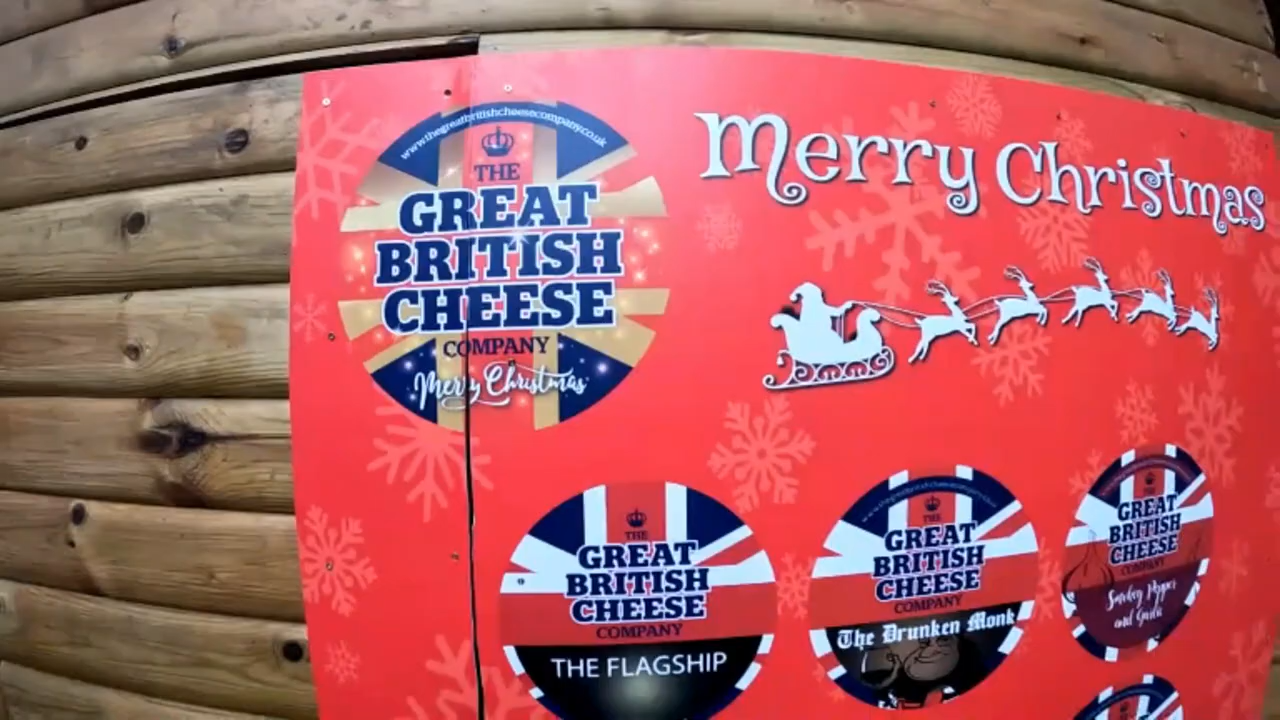 www.thegreatbritishcheesecompany.co.uk
THE
GREAT
BRITISH
CHEESE
COMPANY
Merry Christmas
Merry Christmas
THE
GREAT
BRITISH
CHEESE
COMPANY
THE FLAGSHIP
www.thegreatbritishcheesecompany.co.uk
THE
GREAT
BRITISH
CHEESE
COMPANY
The Drunken Monk
THE
GREAT
BRITISH
CHEESE
COMPANY
Smokey Pepper
and Garlic